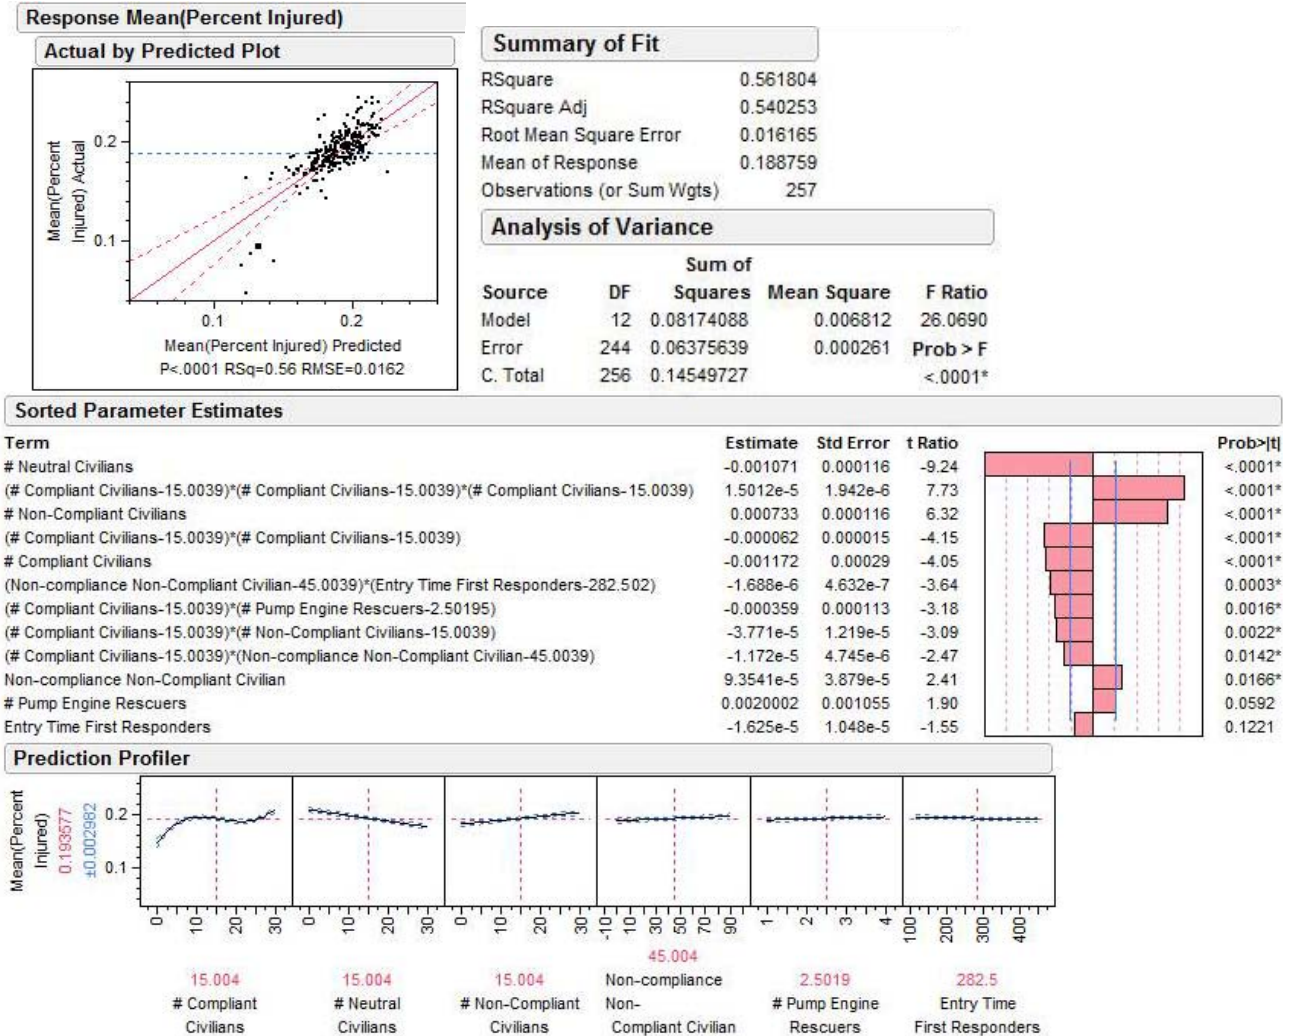 Response Mean(Percent Injured)
Actual by Predicted Plot
Mean(Percent
Injured) Actual
0.2
0.1
0.1 0.2
Mean(Percent Injured) Predicted
P<.0001 RSq=0.56 RMSE=0.0162
Summary of Fit
RSquare 0.561804
RSquare Adj 0.540253
Root Mean Square Error 0.016165
Mean of Response 0.188759
Observations (or Sum Wgts) 257
Analysis of Variance
Sum of
Source DF Squares Mean Square F Ratio
Model 12 0.08174088 0.006812 26.0690
Error 244 0.06375639 0.000261 Prob > F
C. Total 256 0.14549727 <.0001*
Sorted Parameter Estimates
Term Estimate Std Error t Ratio Prob>|t|
# Neutral Civilians -0.001071 0.000116 -9.24 <.0001*
(# Compliant Civilians-15.0039)*(# Compliant Civilians-15.0039)*(# Compliant Civilians-15.0039) 1.5012e-5 1.942e-6 7.73 <.0001*
# Non-Compliant Civilians 0.000733 0.000116 6.32 <.0001*
(# Compliant Civilians-15.0039)*(# Compliant Civilians-15.0039) -0.000062 0.000015 -4.15 <.0001*
# Compliant Civilians -0.001172 0.00029 -4.05 <.0001*
(Non-compliance Non-Compliant Civilian-45.0039)*(Entry Time First Responders-282.502) -1.688e-6 4.632e-7 -3.64 0.0003*
(# Compliant Civilians-15.0039)*(# Pump Engine Rescuers-2.50195) -0.000359 0.000113 -3.18 0.0016*
(# Compliant Civilians-15.0039)*(# Non-Compliant Civilians-15.0039) -3.771e-5 1.219e-5 -3.09 0.0022*
(# Compliant Civilians-15.0039)*(Non-compliance Non-Compliant Civilian-45.0039) -1.172e-5 4.745e-6 -2.47 0.0142*
Non-compliance Non-Compliant Civilian 9.3541e-5 3.879e-5 2.41 0.0166*
# Pump Engine Rescuers 0.0020002 0.001055 1.90 0.0592
Entry Time First Responders -1.625e-5 1.048e-5 -1.55 0.1221
Prediction Profiler
Mean(Percent
Injured)
0.193577
±0.002982
0.2
0.1
0 10 20 30 0 10 20 30 0 10 20 30 -10 10 30 50 70 90 1 2 3 4 100 200 300 400
15.004 15.004 15.004 45.004 2.5019 282.5
# Compliant
Civilians
# Neutral
Civilians
# Non-Compliant
Civilians
Non-compliance
Non-
Compliant Civilian
# Pump Engine
Rescuers
Entry Time
First Responders